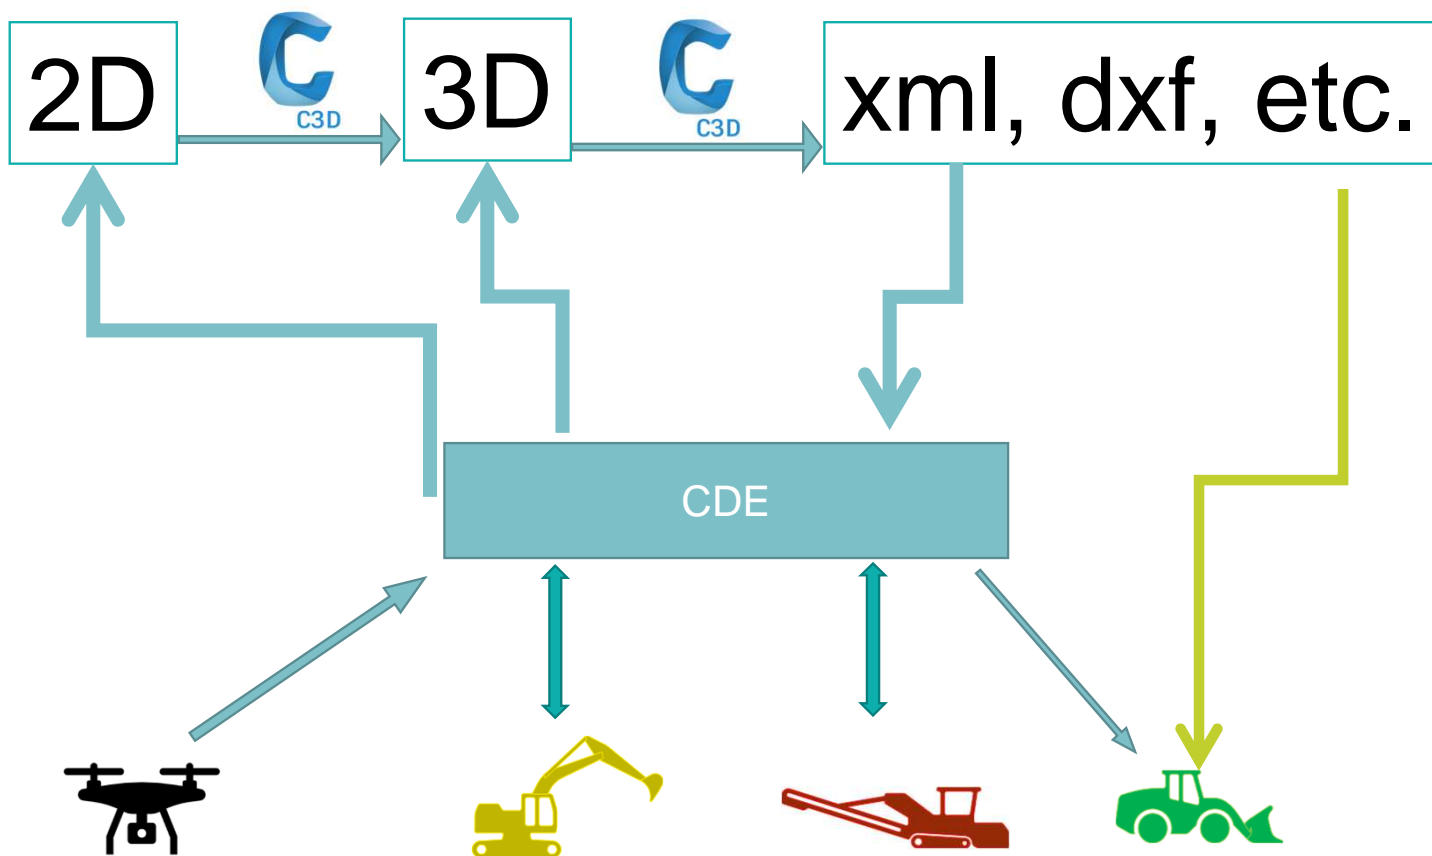 2D
C3D
3D
C3D
xml, dxf, etc.
CDE